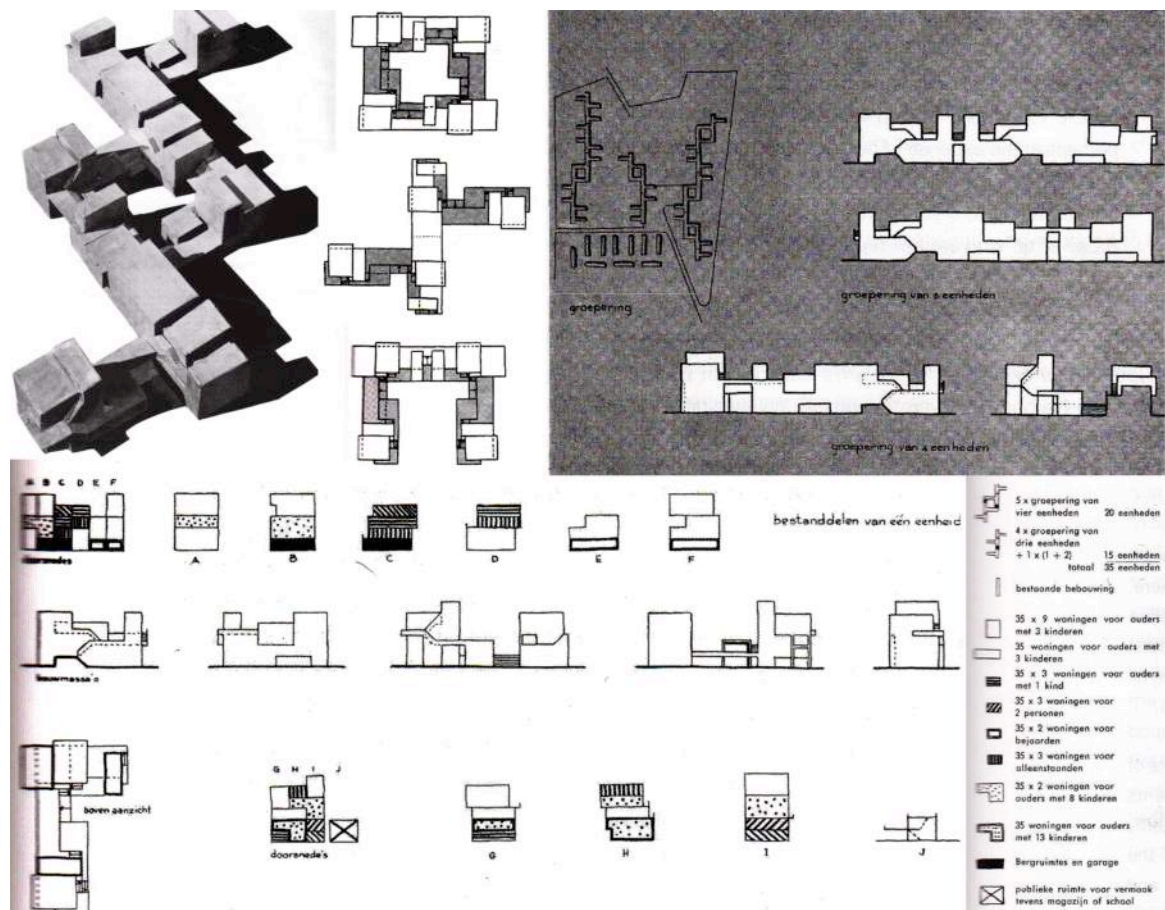 groepering
groepering van 8 eenheden
groepering van 4 eenheden
A B C D E F
doorsnedes
A
B
C
D
E
F
bestanddelen van één eenheid
bouwmassa's
boven aanzicht
G H I J
doorsnede's
G
H
I
J
5 x groepering van
vier eenheden 20 eenheden
4 x groepering van
drie eenheden
+ 1 x (1 + 2) 15 eenheden
totaal 35 eenheden
bestaande bebouwing
35 x 9 woningen voor ouders
met 3 kinderen
35 woningen voor ouders met
3 kinderen
35 x 3 woningen voor ouders
met 1 kind
35 x 3 woningen voor
2 personen
35 x 2 woningen voor
bejaarden
35 x 3 woningen voor
alleenstaanden
35 x 2 woningen voor
ouders met 8 kinderen
35 woningen voor ouders
met 13 kinderen
Bergruimtes en garage
publieke ruimte voor vermaak
tevens magazijn of school